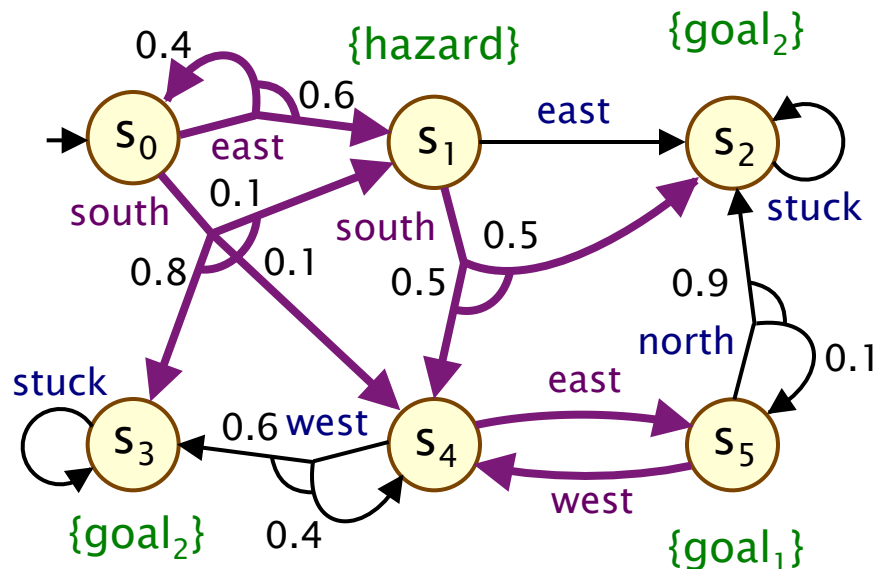 {goal₂}
{hazard}
0.4
0.6
east
s₀
s₁
s₂
east
0.1
south
south
0.5
stuck
0.8
0.1
0.5
0.9
north
0.1
stuck
east
0.6
west
s₃
s₄
s₅
west
0.4
{goal₂}
{goal₁}